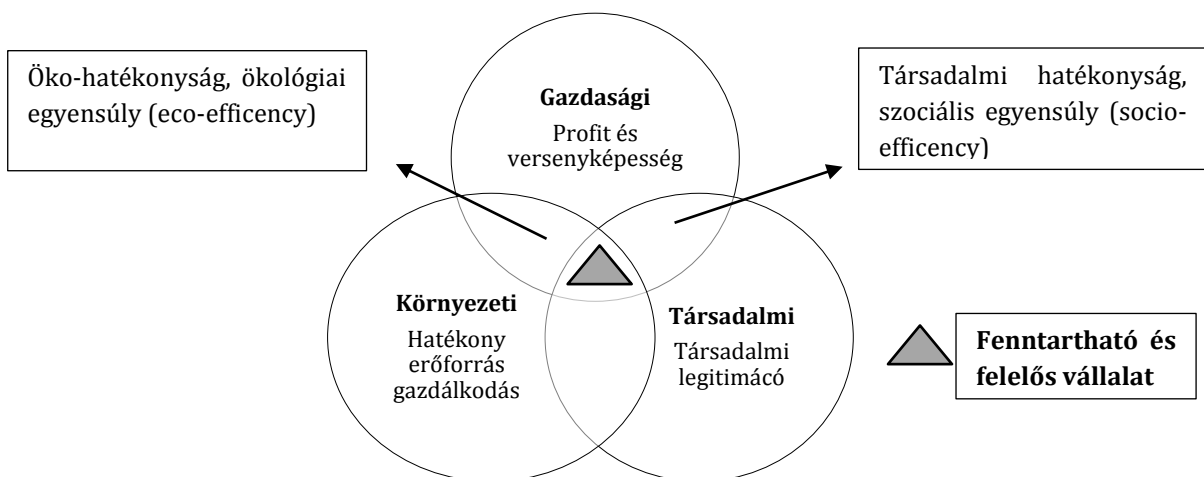 Öko-hatékonyság, ökológiai
egyensúly (eco-efficency)
Gazdasági
Profit és
versenyképesség
Társadalmi hatékonyság,
szociális egyensúly (socio-
efficency)
Környezeti
Hatékony
erőforrás
gazdálkodás
Társadalmi
Társadalmi
legitimácó
Fenntartható és
felelős vállalat